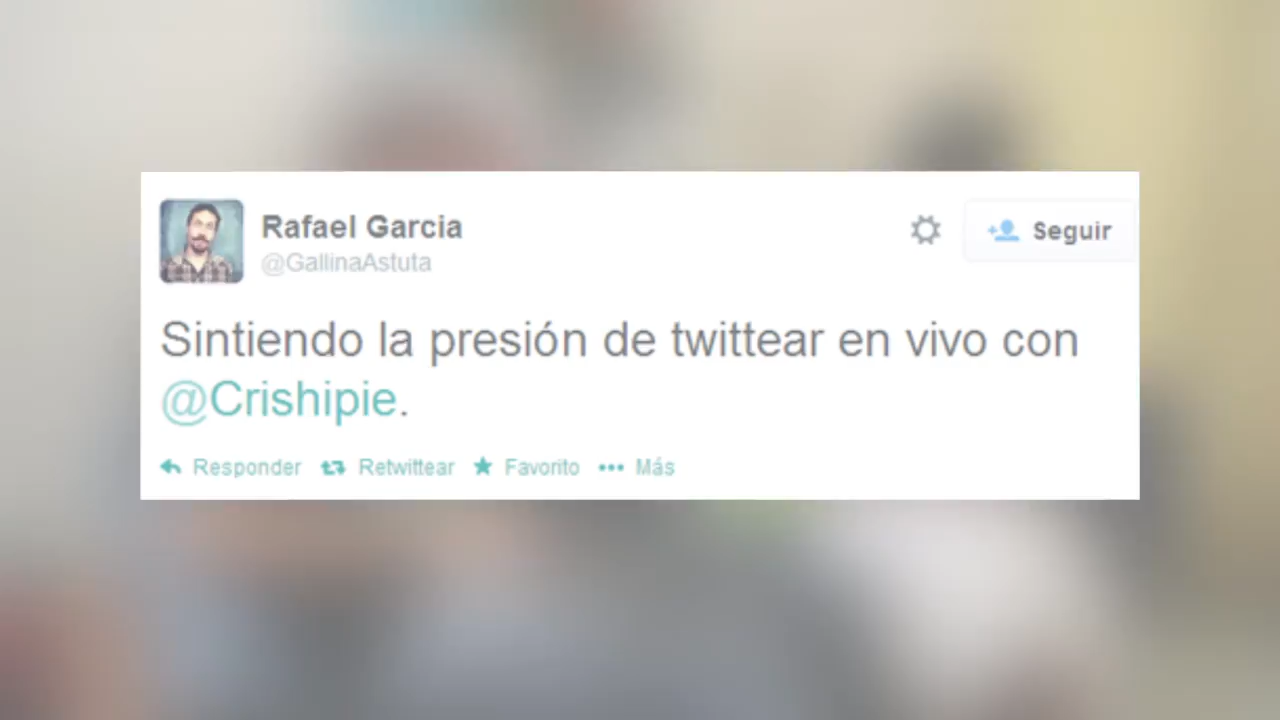 Rafael Garcia
@GallinaAstuta
Seguir
Sintiendo la presión de twittear en vivo con
@Crishipie.
Responder Retwittear Favorito Más